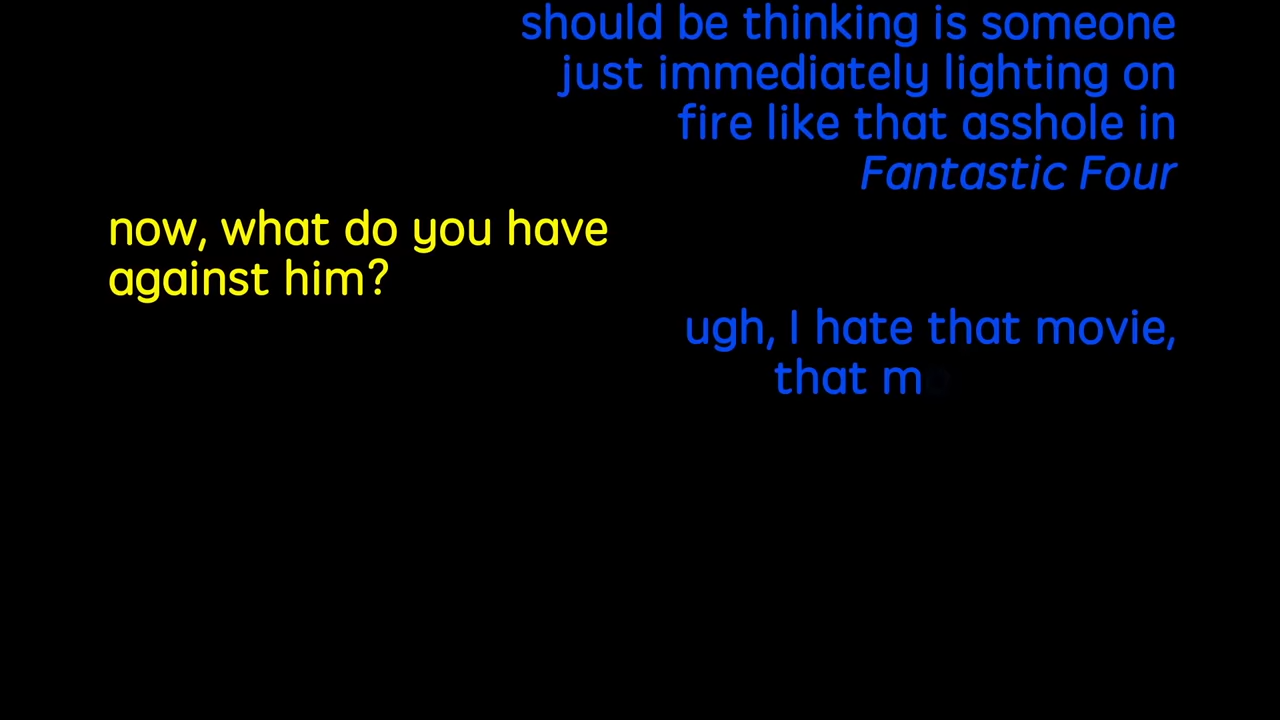 should be thinking is someone
just immediately lighting on
fire like that asshole in
Fantastic Four
now, what do you have
against him?
ugh, I hate that movie,
that m